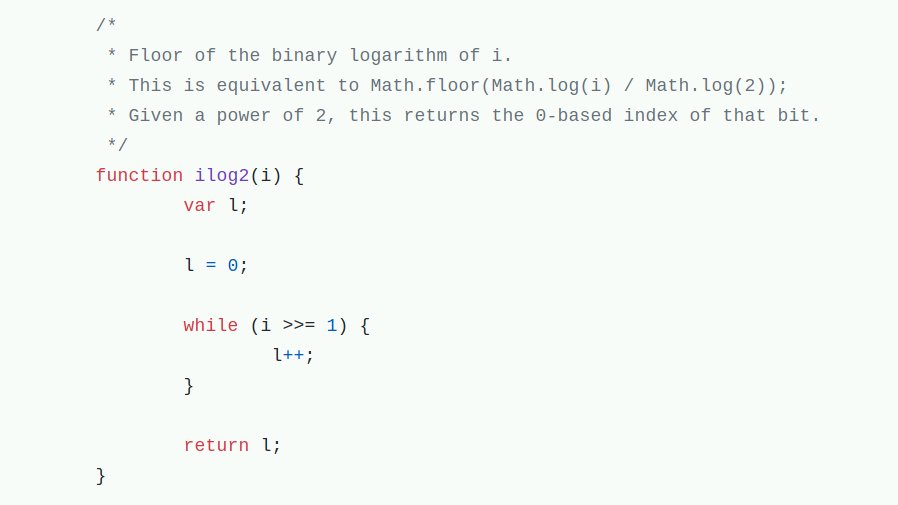 /*
 * Floor of the binary logarithm of i.
 * This is equivalent to Math.floor(Math.log(i) / Math.log(2));
 * Given a power of 2, this returns the 0-based index of that bit.
 */
function ilog2(i) {
        var l;

        l = 0;

        while (i >>= 1) {
                l++;
        }

        return l;
}